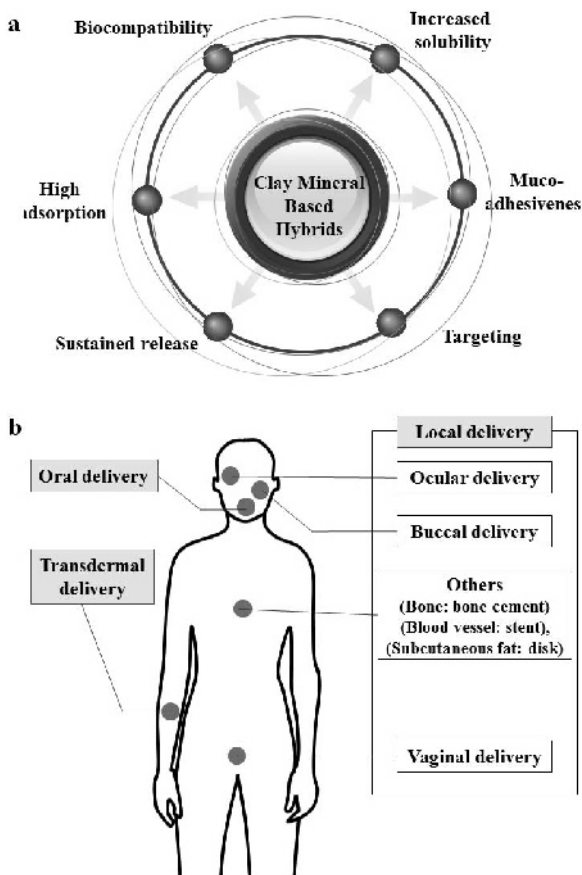 a
Biocompatibility
Increased
solubility
High
adsorption
Clay Mineral
Based
Hybrids
Muco-
adhesivenes
Sustained release
Targeting
b
Local delivery
Oral delivery
Ocular delivery
Buccal delivery
Transdermal
delivery
Others
(Bone: bone cement)
(Blood vessel: stent),
(Subcutaneous fat: disk)
Vaginal delivery